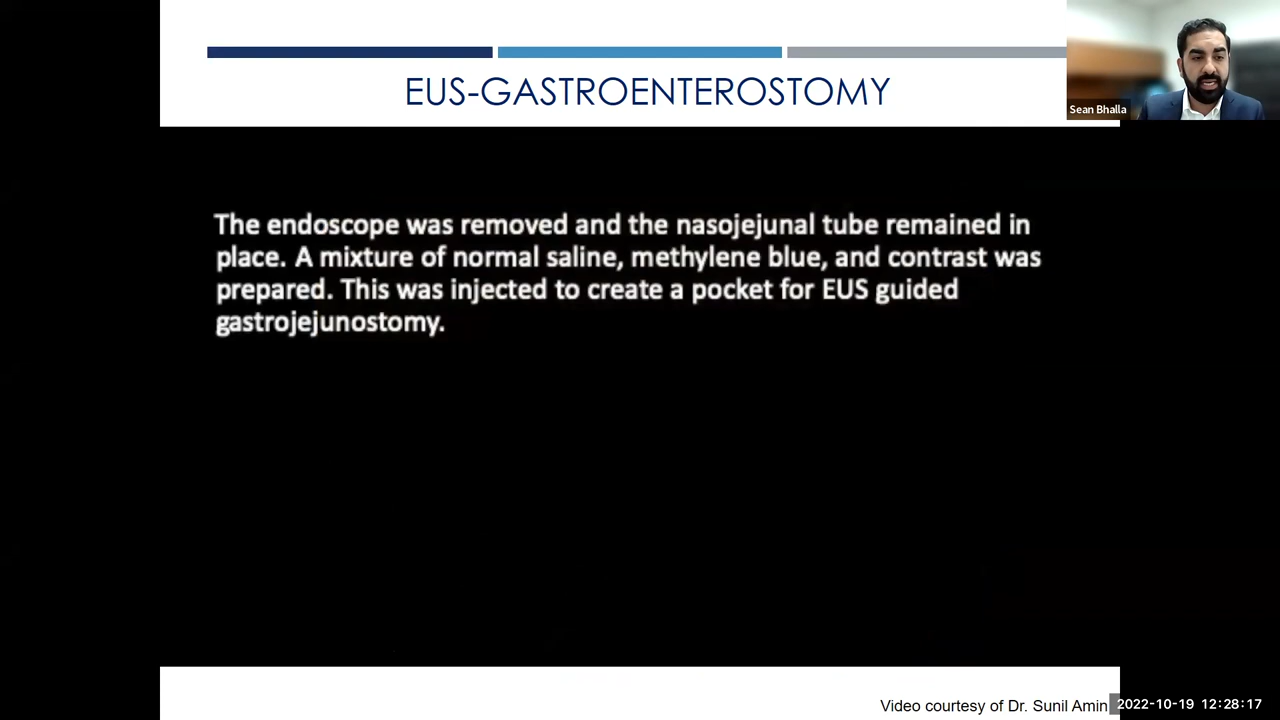 EUS-GASTROENTEROSTOMY
Sean Bhalla
The endoscope was removed and the nasojejunal tube remained in
place. A mixture of normal saline, methylene blue, and contrast was
prepared. This was injected to create a pocket for EUS guided
gastrojejunostomy.
Video courtesy of Dr. Sunil Amin
2022-10-19 12:28:17